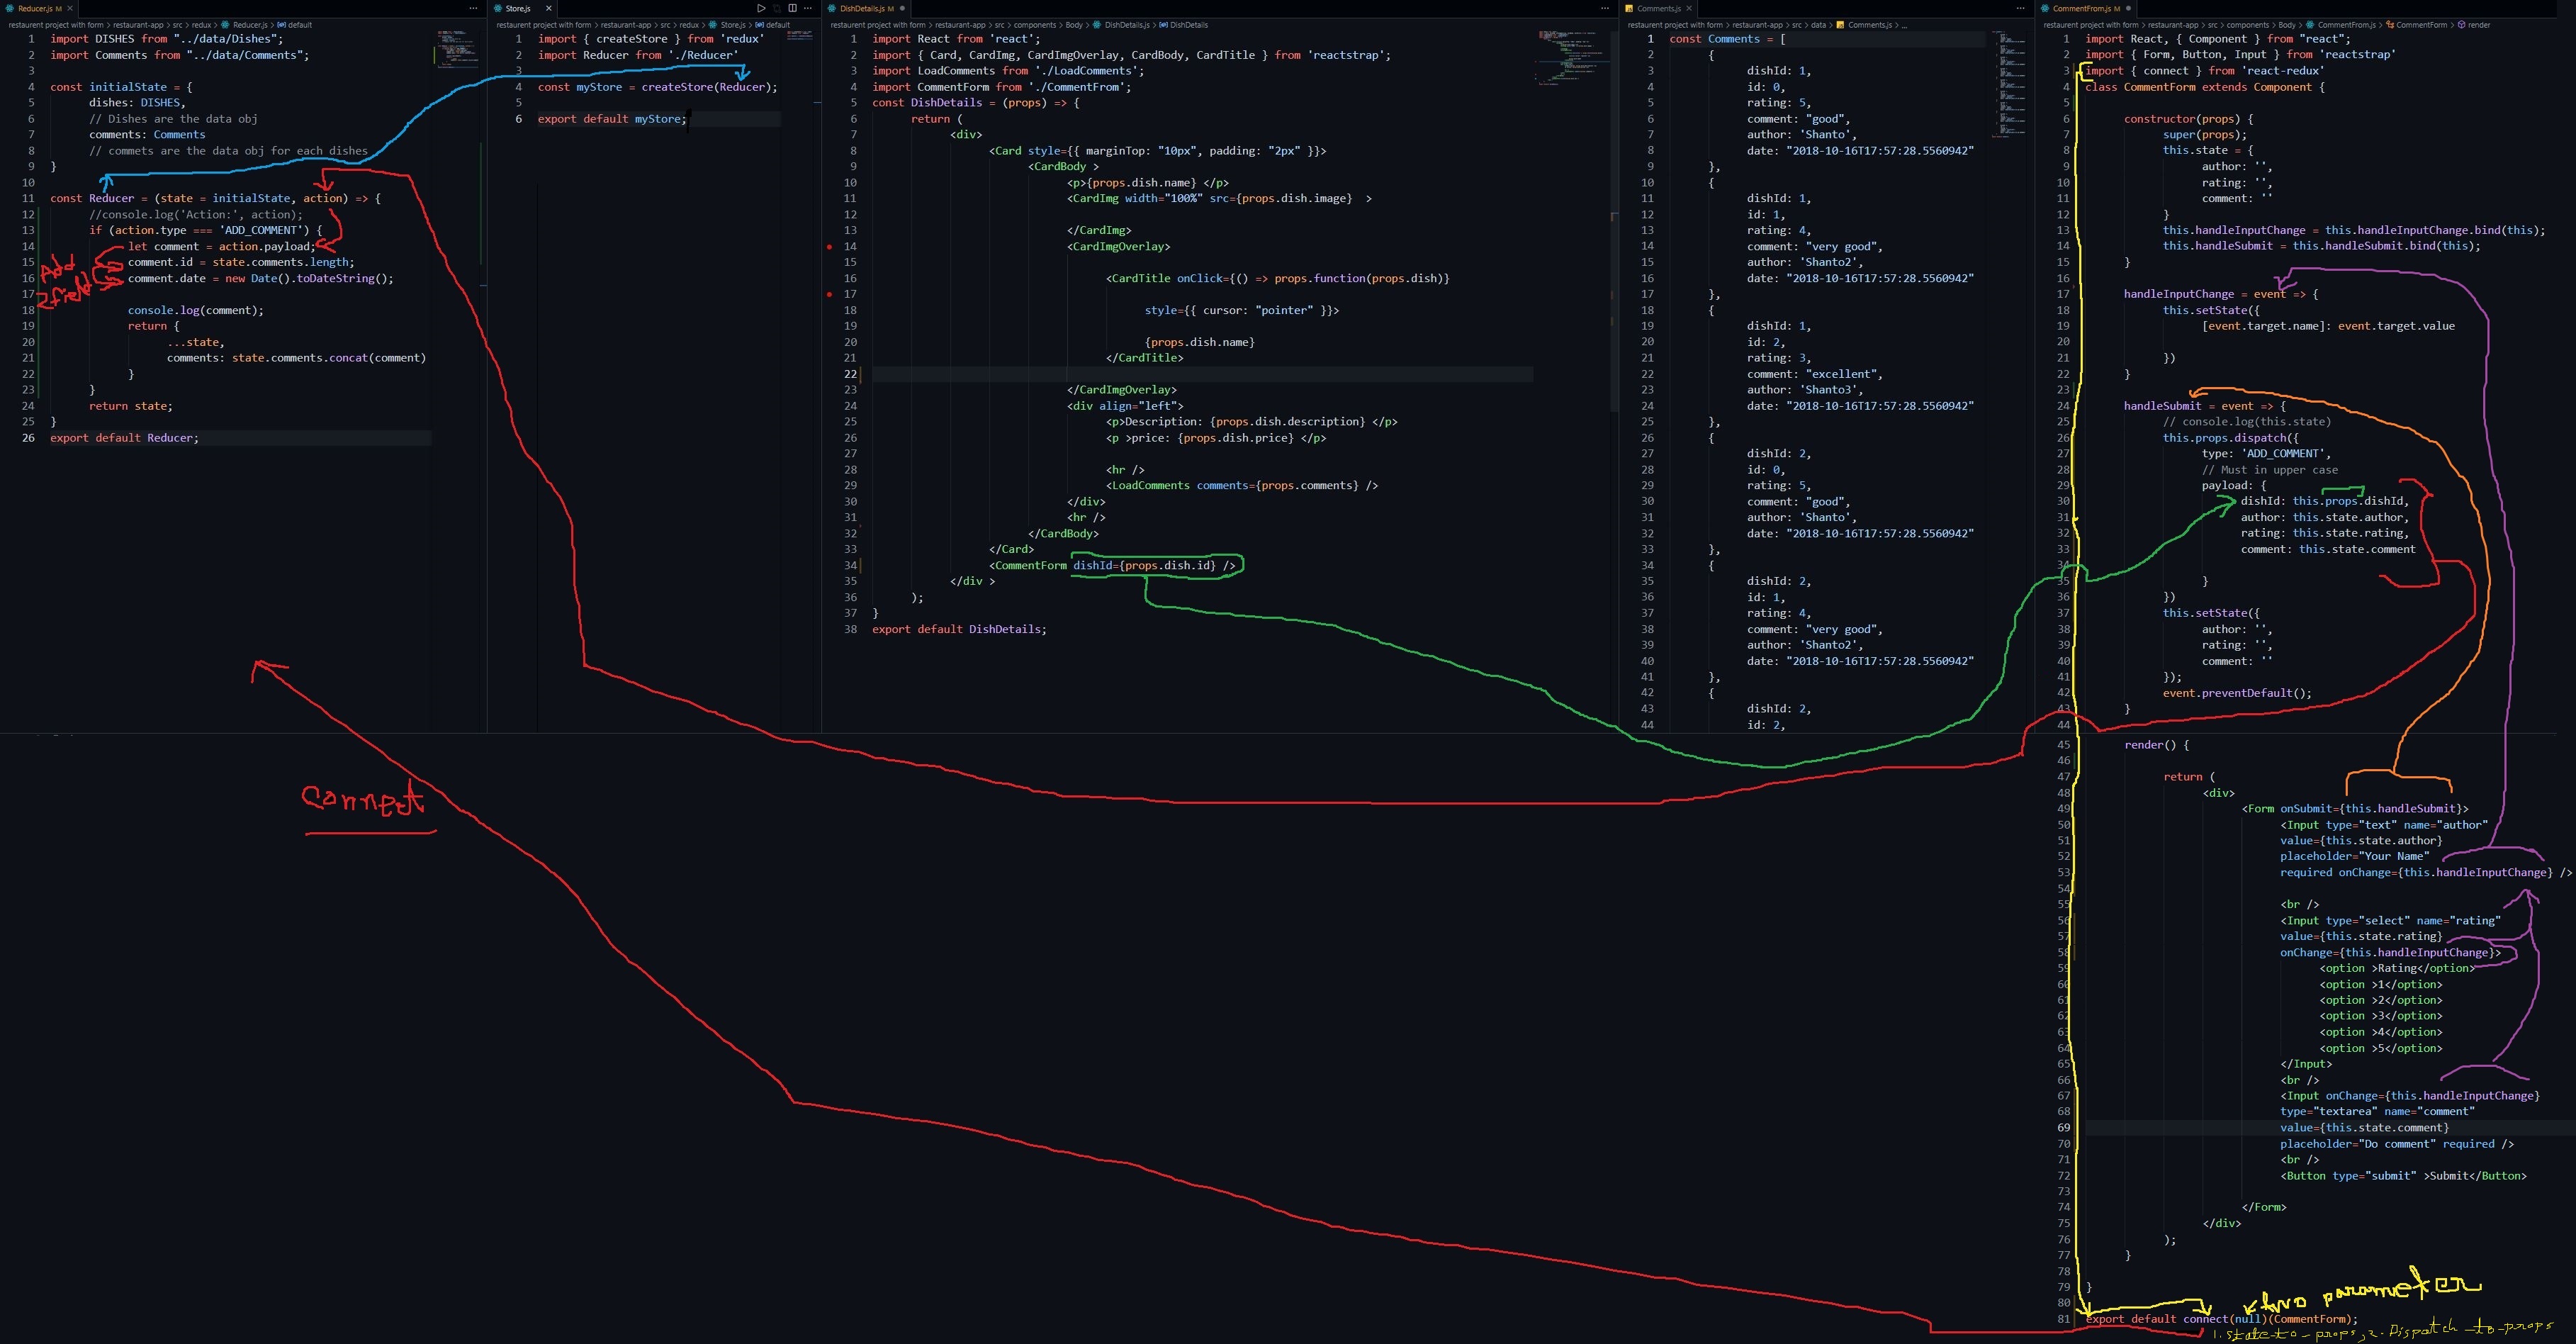 Reducer.js M
restaurent project with form > restaurant-app > src > redux > Reducer.js > default
1 import DISHES from "../data/Dishes";
2 import Comments from "../data/Comments";
3
4 const initialState = {
5 dishes: DISHES,
6 // Dishes are the data obj
7 comments: Comments
8 // commets are the data obj for each dishes
9 }
10
11 const Reducer = (state = initialState, action) => {
12 //console.log('Action:', action);
13 if (action.type === 'ADD_COMMENT') {
14 let comment = action.payload;
15 comment.id = state.comments.length;
16 comment.date = new Date().toDateString();
17
18 console.log(comment);
19 return {
20 ...state,
21 comments: state.comments.concat(comment)
22 }
23 }
24 return state;
25 }
26 export default Reducer;
Add
2 field
connect
Store.js
restaurent project with form > restaurant-app > src > redux > Store.js > default
1 import { createStore } from 'redux'
2 import Reducer from './Reducer'
3
4 const myStore = createStore(Reducer);
5
6 export default myStore;
DishDetails.js M
restaurent project with form > restaurant-app > src > components > Body > DishDetails.js > DishDetails
1 import React from 'react';
2 import { Card, CardImg, CardImgOverlay, CardBody, CardTitle } from 'reactstrap';
3 import LoadComments from './LoadComments';
4 import CommentForm from './CommentFrom';
5 const DishDetails = (props) => {
6 return (
7 <div>
8 <Card style={{ marginTop: "10px", padding: "2px" }}>
9 <CardBody >
10 <p>{props.dish.name} </p>
11 <CardImg width="100%" src={props.dish.image} >
12
13 </CardImg>
14 <CardImgOverlay>
15
16 <CardTitle onClick={() => props.function(props.dish)}
17
18 style={{ cursor: "pointer" }}>
19
20 {props.dish.name}
21 </CardTitle>
22
23 </CardImgOverlay>
24 <div align="left">
25 <p>Description: {props.dish.description} </p>
26 <p >price: {props.dish.price} </p>
27
28 <hr />
29 <LoadComments comments={props.comments} />
30 </div>
31 <hr />
32 </CardBody>
33 </Card>
34 <CommentForm dishId={props.dish.id} />
35 </div >
36 );
37 }
38 export default DishDetails;
Comments.js
restaurent project with form > restaurant-app > src > data > Comments.js > ...
1 const Comments = [
2 {
3 dishId: 1,
4 id: 0,
5 rating: 5,
6 comment: "good",
7 author: 'Shanto',
8 date: "2018-10-16T17:57:28.5560942"
9 },
10 {
11 dishId: 1,
12 id: 1,
13 rating: 4,
14 comment: "very good",
15 author: 'Shanto2',
16 date: "2018-10-16T17:57:28.5560942"
17 },
18 {
19 dishId: 1,
20 id: 2,
21 rating: 3,
22 comment: "excellent",
23 author: 'Shanto3',
24 date: "2018-10-16T17:57:28.5560942"
25 },
26 {
27 dishId: 2,
28 id: 0,
29 rating: 5,
30 comment: "good",
31 author: 'Shanto',
32 date: "2018-10-16T17:57:28.5560942"
33 },
34 {
35 dishId: 2,
36 id: 1,
37 rating: 4,
38 comment: "very good",
39 author: 'Shanto2',
40 date: "2018-10-16T17:57:28.5560942"
41 },
42 {
43 dishId: 2,
44 id: 2,
CommentFrom.js M
restaurent project with form > restaurant-app > src > components > Body > CommentFrom.js > CommentForm > render
1 import React, { Component } from "react";
2 import { Form, Button, Input } from 'reactstrap'
3 import { connect } from 'react-redux'
4 class CommentForm extends Component {
5
6 constructor(props) {
7 super(props);
8 this.state = {
9 author: '',
10 rating: '',
11 comment: ''
12 }
13 this.handleInputChange = this.handleInputChange.bind(this);
14 this.handleSubmit = this.handleSubmit.bind(this);
15 }
16
17 handleInputChange = event => {
18 this.setState({
19 [event.target.name]: event.target.value
20
21 })
22 }
23
24 handleSubmit = event => {
25 // console.log(this.state)
26 this.props.dispatch({
27 type: 'ADD_COMMENT',
28 // Must in upper case
29 payload: {
30 dishId: this.props.dishId,
31 author: this.state.author,
32 rating: this.state.rating,
33 comment: this.state.comment
34
35 }
36 })
37 this.setState({
38 author: '',
39 rating: '',
40 comment: ''
41 });
42 event.preventDefault();
43 }
44
45 render() {
46
47 return (
48 <div>
49 <Form onSubmit={this.handleSubmit}>
50 <Input type="text" name="author"
51 value={this.state.author}
52 placeholder="Your Name"
53 required onChange={this.handleInputChange} />
54
55 <br />
56 <Input type="select" name="rating"
57 value={this.state.rating}
58 onChange={this.handleInputChange}>
59 <option >Rating</option>
60 <option >1</option>
61 <option >2</option>
62 <option >3</option>
63 <option >4</option>
64 <option >5</option>
65 </Input>
66 <br />
67 <Input onChange={this.handleInputChange}
68 type="textarea" name="comment"
69 value={this.state.comment}
70 placeholder="Do comment" required />
71 <br />
72 <Button type="submit" >Submit</Button>
73
74 </Form>
75 </div>
76 );
77 }
78
79 }
80
two parameter
81 export default connect(null)(CommentForm);
1. state-to-props, 2. Dispatch-to-props